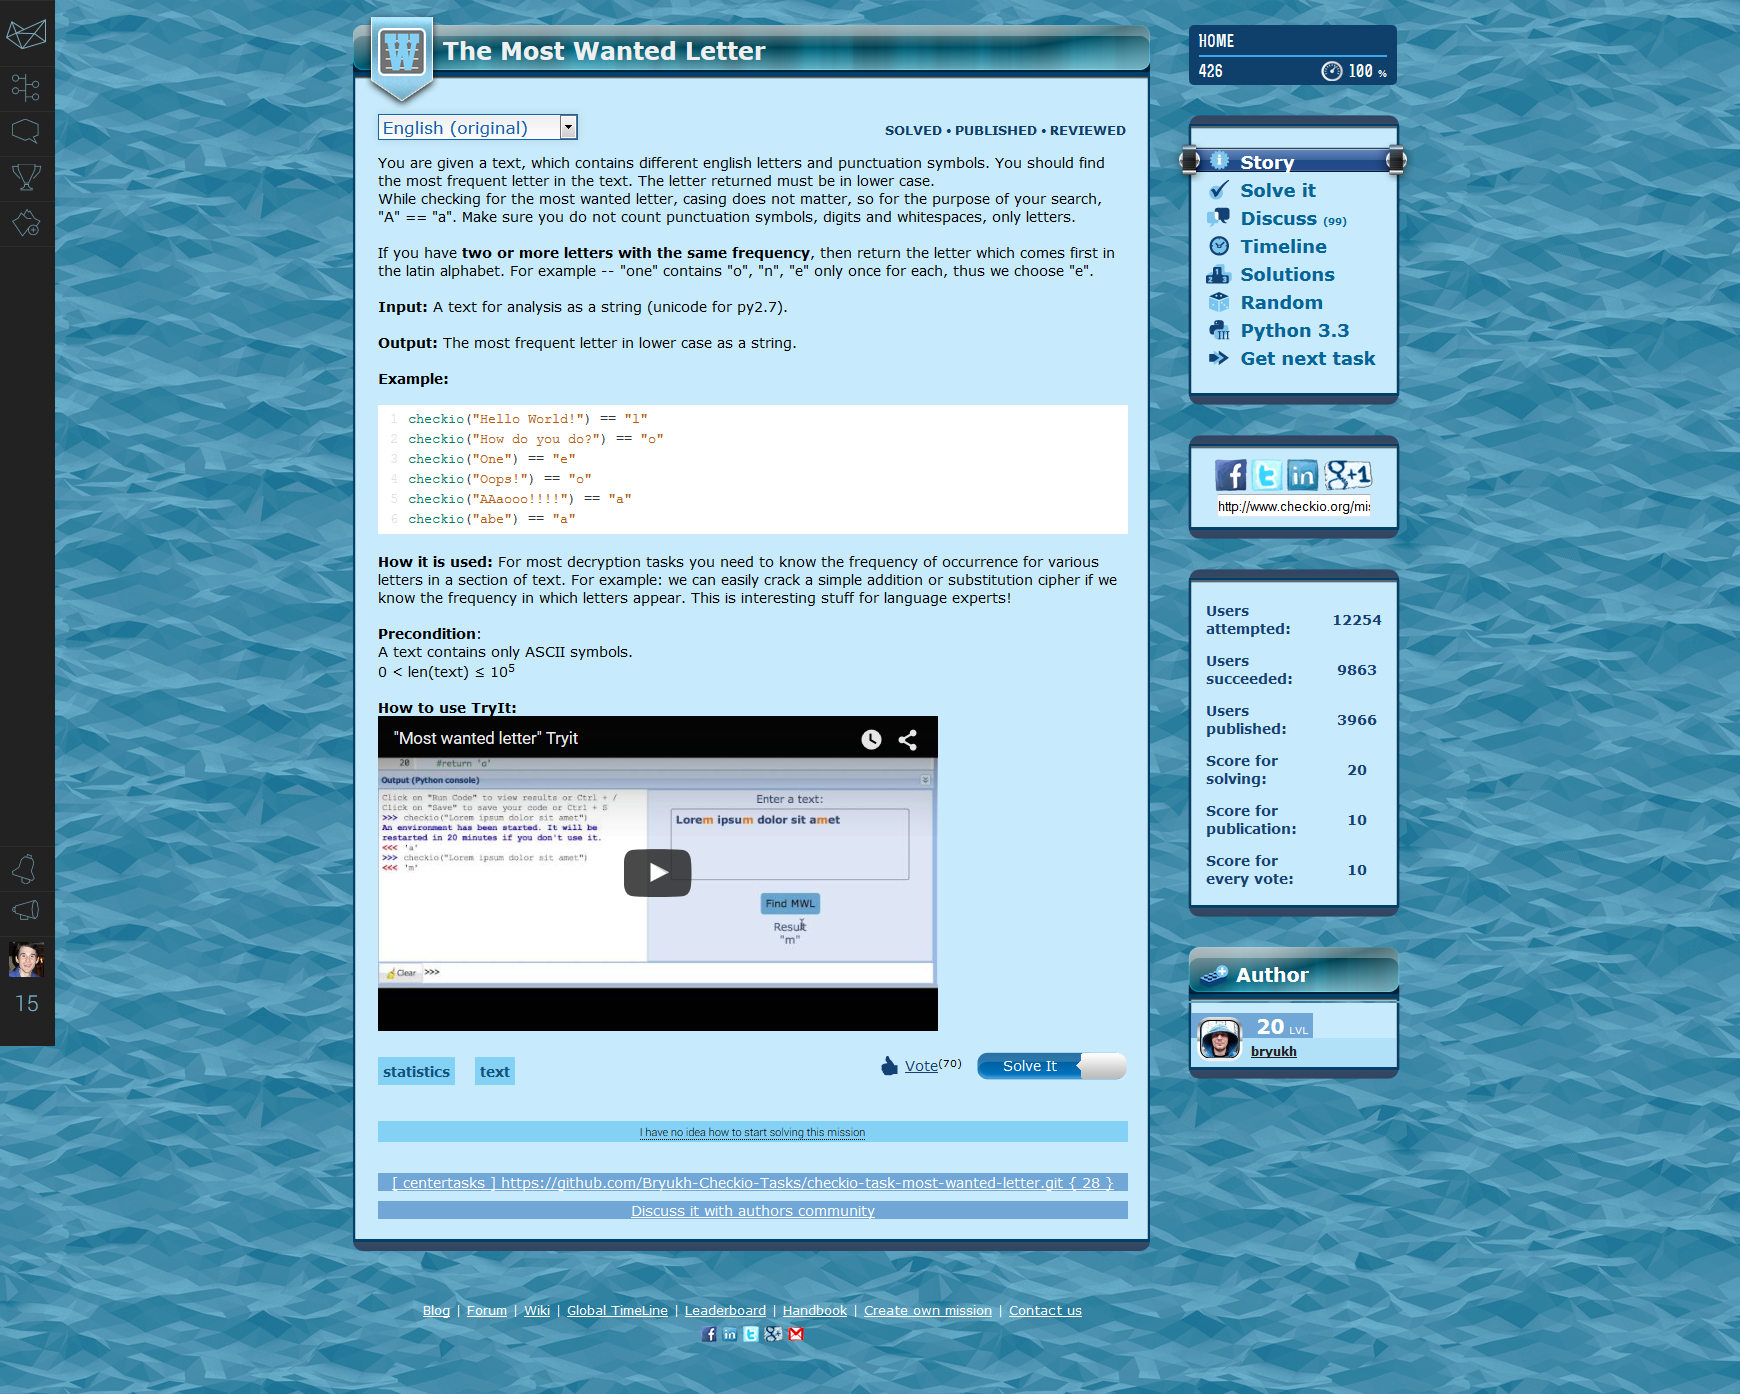 W
The Most Wanted Letter
English (original)
SOLVED • PUBLISHED • REVIEWED
You are given a text, which contains different english letters and punctuation symbols. You should find
the most frequent letter in the text. The letter returned must be in lower case.
While checking for the most wanted letter, casing does not matter, so for the purpose of your search,
"A" == "a". Make sure you do not count punctuation symbols, digits and whitespaces, only letters.
If you have two or more letters with the same frequency, then return the letter which comes first in
the latin alphabet. For example -- "one" contains "o", "n", "e" only once for each, thus we choose "e".
Input: A text for analysis as a string (unicode for py2.7).
Output: The most frequent letter in lower case as a string.
Example:
1 checkio("Hello World!") == "l"
2 checkio("How do you do?") == "o"
3 checkio("One") == "e"
4 checkio("Oops!") == "o"
5 checkio("AAaooo!!!!") == "a"
6 checkio("abe") == "a"
How it is used: For most decryption tasks you need to know the frequency of occurrence for various
letters in a section of text. For example: we can easily crack a simple addition or substitution cipher if we
know the frequency in which letters appear. This is interesting stuff for language experts!
Precondition:
A text contains only ASCII symbols.
0 < len(text) ≤ 10⁵
How to use TryIt:
"Most wanted letter" Tryit
20 #return 'a'
Output (Python console)
Click on "Run Code" to view results or Ctrl + /
Click on "Save" to save your code or Ctrl + S
>>> checkio("Lorem ipsum dolor sit amet")
An environment has been started. It will be
restarted in 20 minutes if you don't use it.
<<< 'a'
>>> checkio("Lorem ipsum dolor sit amet")
<<< 'm'
Enter a text:
Lorem ipsum dolor sit amet
Find MWL
Result
"m"
Clear >>>
statistics
text
Vote(70)
Solve It
I have no idea how to start solving this mission
[ centertasks ] https://github.com/Bryukh-Checkio-Tasks/checkio-task-most-wanted-letter.git { 28 }
Discuss it with authors community
HOME
426
100 %
Story
Solve it
Discuss (99)
Timeline
Solutions
Random
Python 3.3
Get next task
f
t
in
g+1
http://www.checkio.org/mis
Users attempted: 12254
Users succeeded: 9863
Users published: 3966
Score for solving: 20
Score for publication: 10
Score for every vote: 10
Author
20 LVL
bryukh
15
Blog | Forum | Wiki | Global TimeLine | Leaderboard | Handbook | Create own mission | Contact us